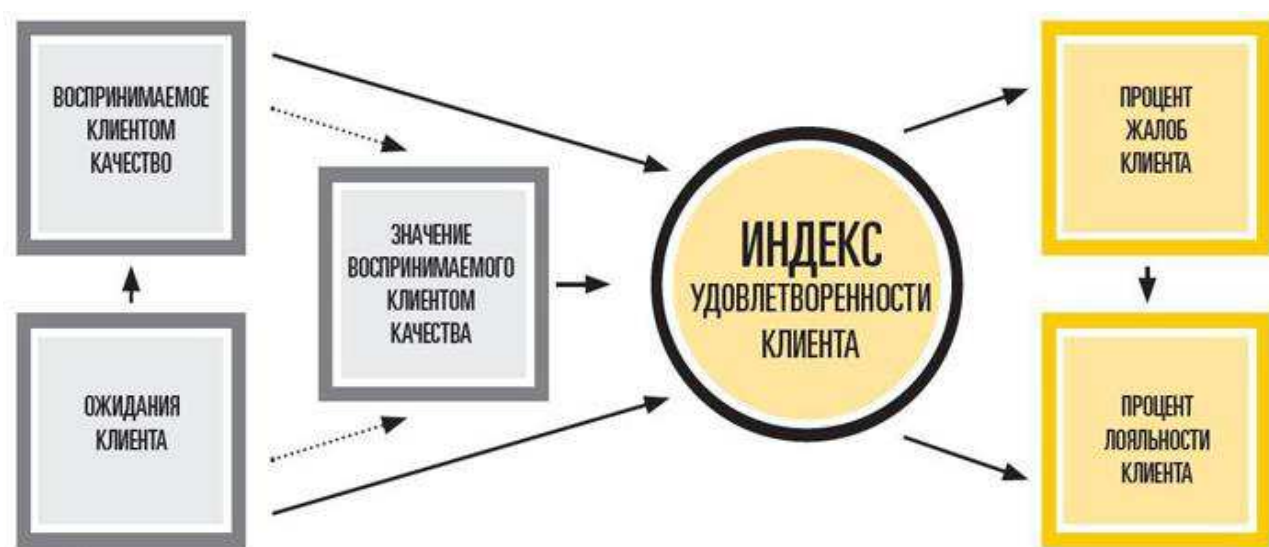 ВОСПРИНИМАЕМОЕ
КЛИЕНТОМ
КАЧЕСТВО
ОЖИДАНИЯ
КЛИЕНТА
ЗНАЧЕНИЕ
ВОСПРИНИМАЕМОГО
КЛИЕНТОМ
КАЧЕСТВА
ИНДЕКС
УДОВЛЕТВОРЕННОСТИ
КЛИЕНТА
ПРОЦЕНТ
ЖАЛОБ
КЛИЕНТА
ПРОЦЕНТ
ЛОЯЛЬНОСТИ
КЛИЕНТА